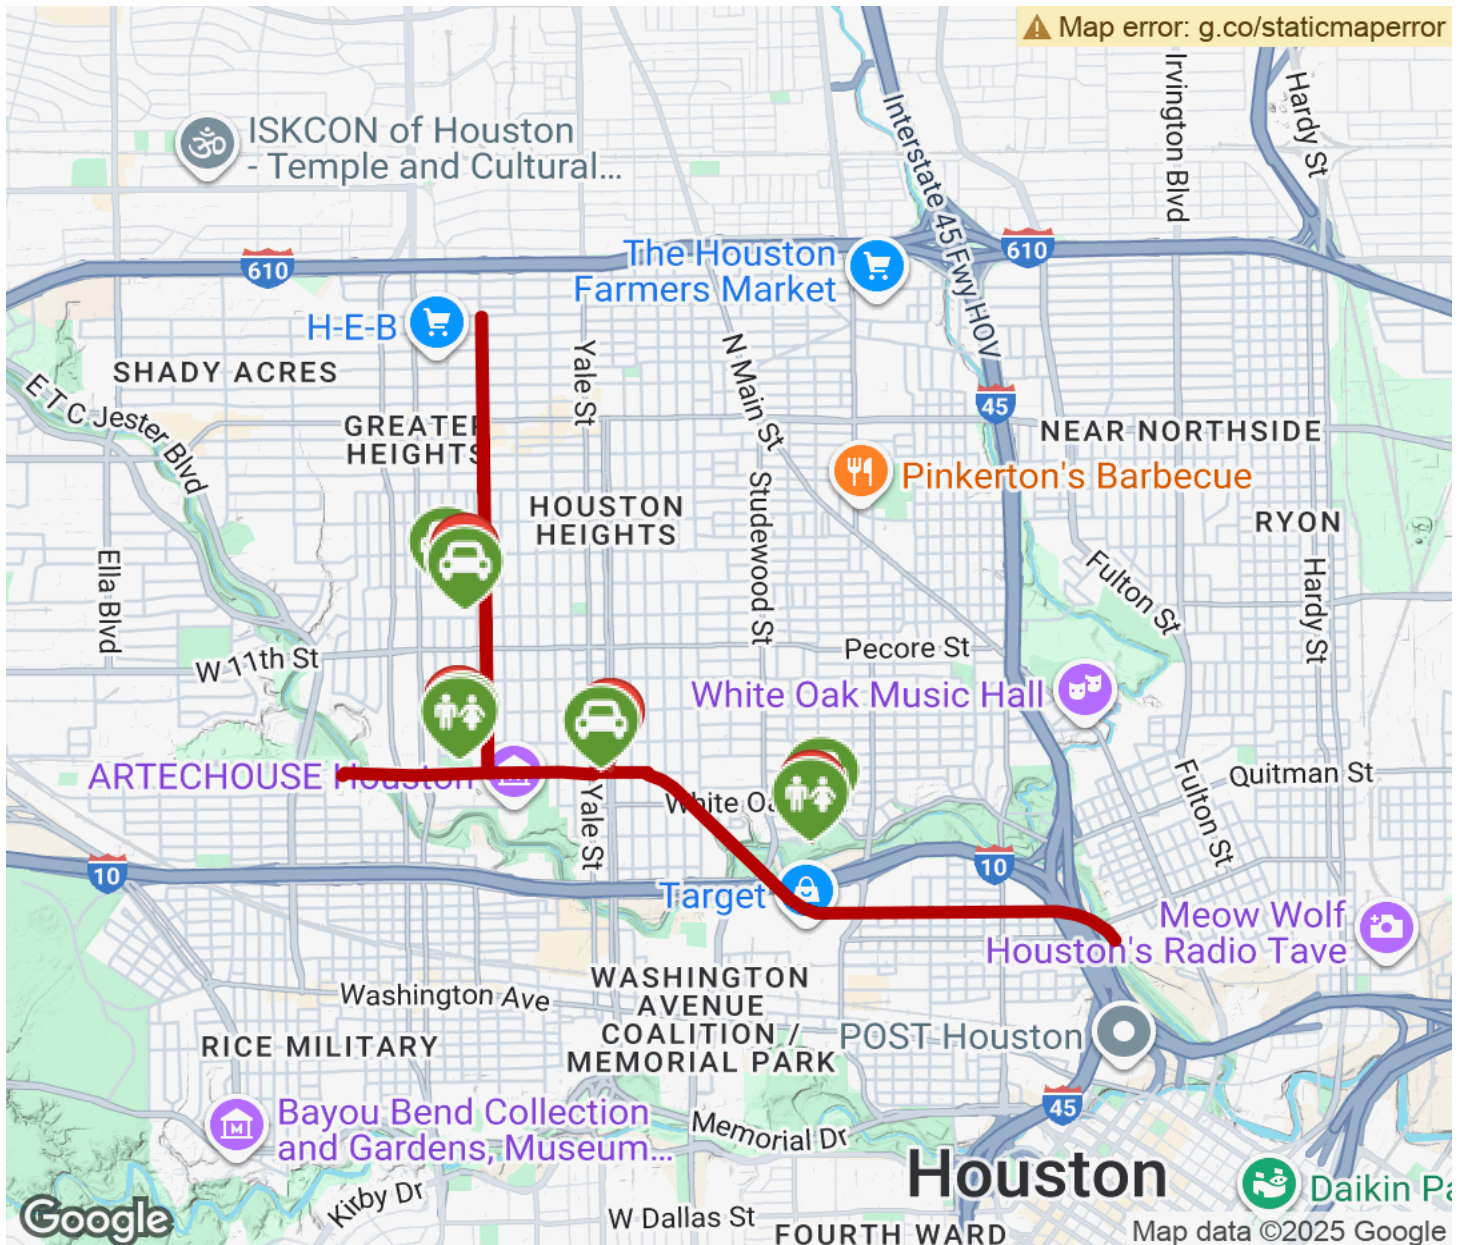 Map error: g.co/staticmaperror
ISKCON of Houston
- Temple and Cultural...
Interstate 45 Fwy HOV
Irvington Blvd
Hardy St
610
The Houston
Farmers Market
610
H-E-B
SHADY ACRES
Yale St
N Main St
45
E T C Jester Blvd
GREATER
HEIGHTS
NEAR NORTHSIDE
Pinkerton's Barbecue
HOUSTON
HEIGHTS
Studewood St
RYON
Ella Blvd
Fulton St
Hardy St
W 11th St
Pecore St
White Oak Music Hall
ARTECHOUSE Houston
Quitman St
White Oa
Yale St
Fulton St
10
10
Target
Meow Wolf
Houston's Radio Tave
WASHINGTON
AVENUE
COALITION /
MEMORIAL PARK
Washington Ave
RICE MILITARY
POST Houston
45
Bayou Bend Collection
and Gardens, Museum...
M
Memorial Dr
Kirby Dr
Houston
Daikin Pa
Google
W Dallas St
FOURTH WARD
Map data ©2025 Google